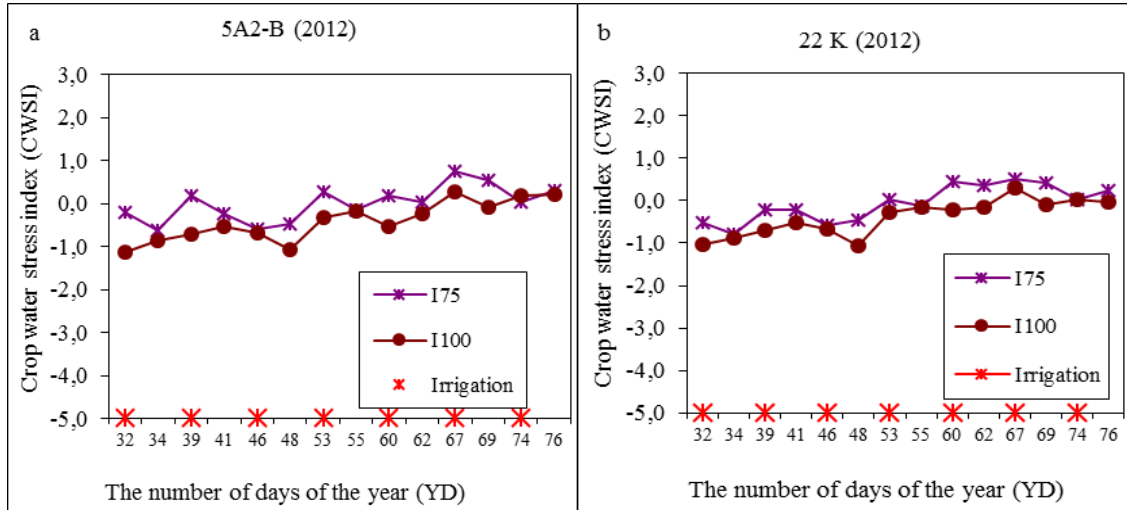 a
5A2-B (2012)
Crop water stress index (CWSI)
3,0
2,0
1,0
0,0
-1,0
-2,0
-3,0
-4,0
-5,0
I75
I100
Irrigation
32 34 39 41 46 48 53 55 60 62 67 69 74 76
The number of days of the year (YD)
b
22 K (2012)
Crop water stress index (CWSI)
3,0
2,0
1,0
0,0
-1,0
-2,0
-3,0
-4,0
-5,0
I75
I100
Irrigation
32 34 39 41 46 48 53 55 60 62 67 69 74 76
The number of days of the year (YD)